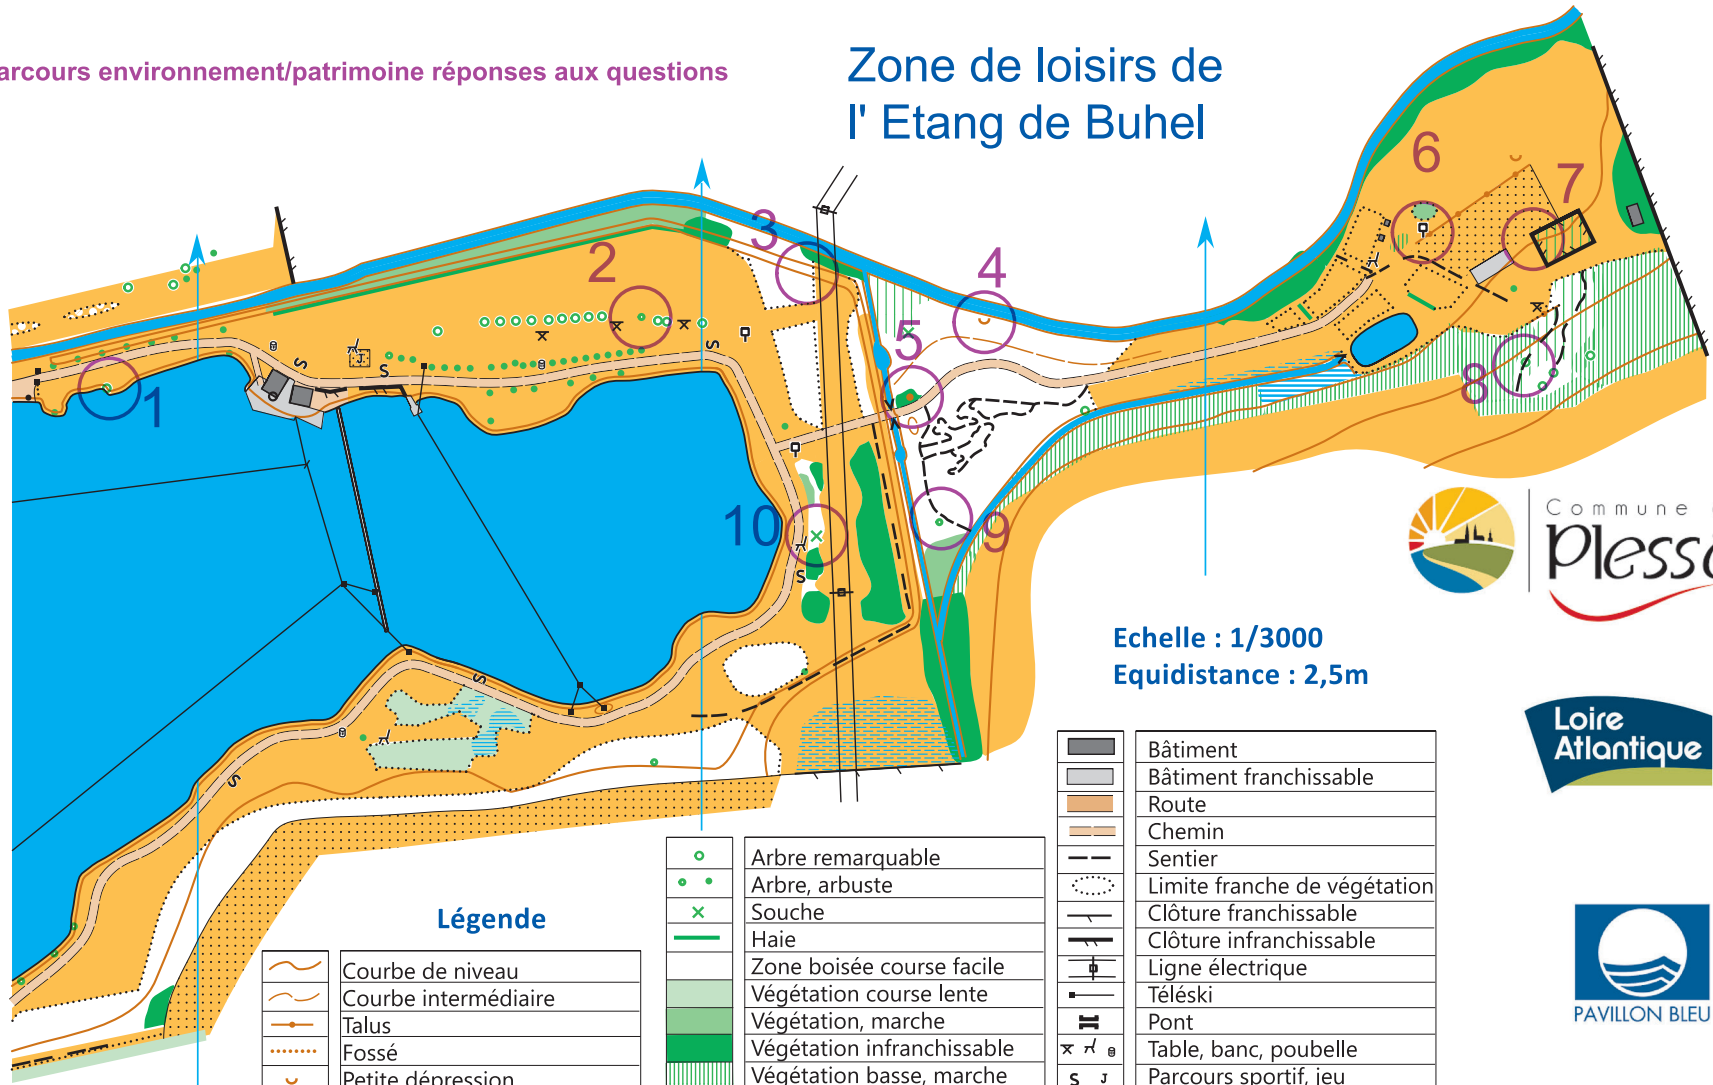 arcours environnement/patrimoine réponses aux questions
Zone de loisirs de
l' Etang de Buhel
1
2
3
4
5
6
7
8
9
10
S
S
J
S
S
S
S
Commune
Plessé
Echelle : 1/3000
Equidistance : 2,5m
Loire
Atlantique
PAVILLON BLEU
Légende
Courbe de niveau
Courbe intermédiaire
Talus
Fossé
Petite dépression
Arbre remarquable
Arbre, arbuste
Souche
Haie
Zone boisée course facile
Végétation course lente
Végétation, marche
Végétation infranchissable
Végétation basse, marche
Bâtiment
Bâtiment franchissable
Route
Chemin
Sentier
Limite franche de végétation
Clôture franchissable
Clôture infranchissable
Ligne électrique
Téléski
Pont
Table, banc, poubelle
S J Parcours sportif, jeu